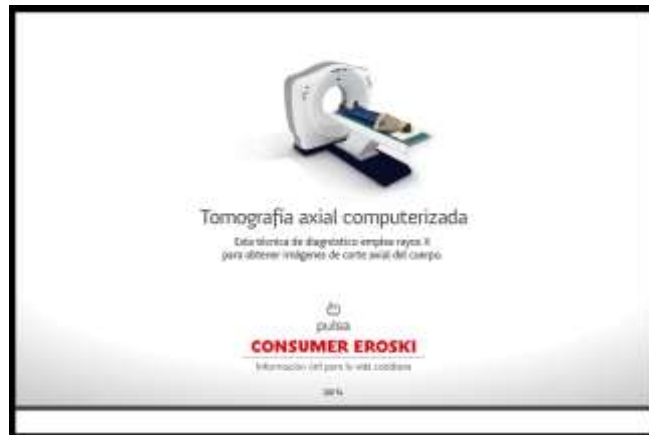 Tomografía axial computerizada
Esta técnica de diagnóstico emplea rayos X
para obtener imágenes de corte axial del cuerpo.
pulsa
CONSUMER EROSKI
Información útil para la vida cotidiana